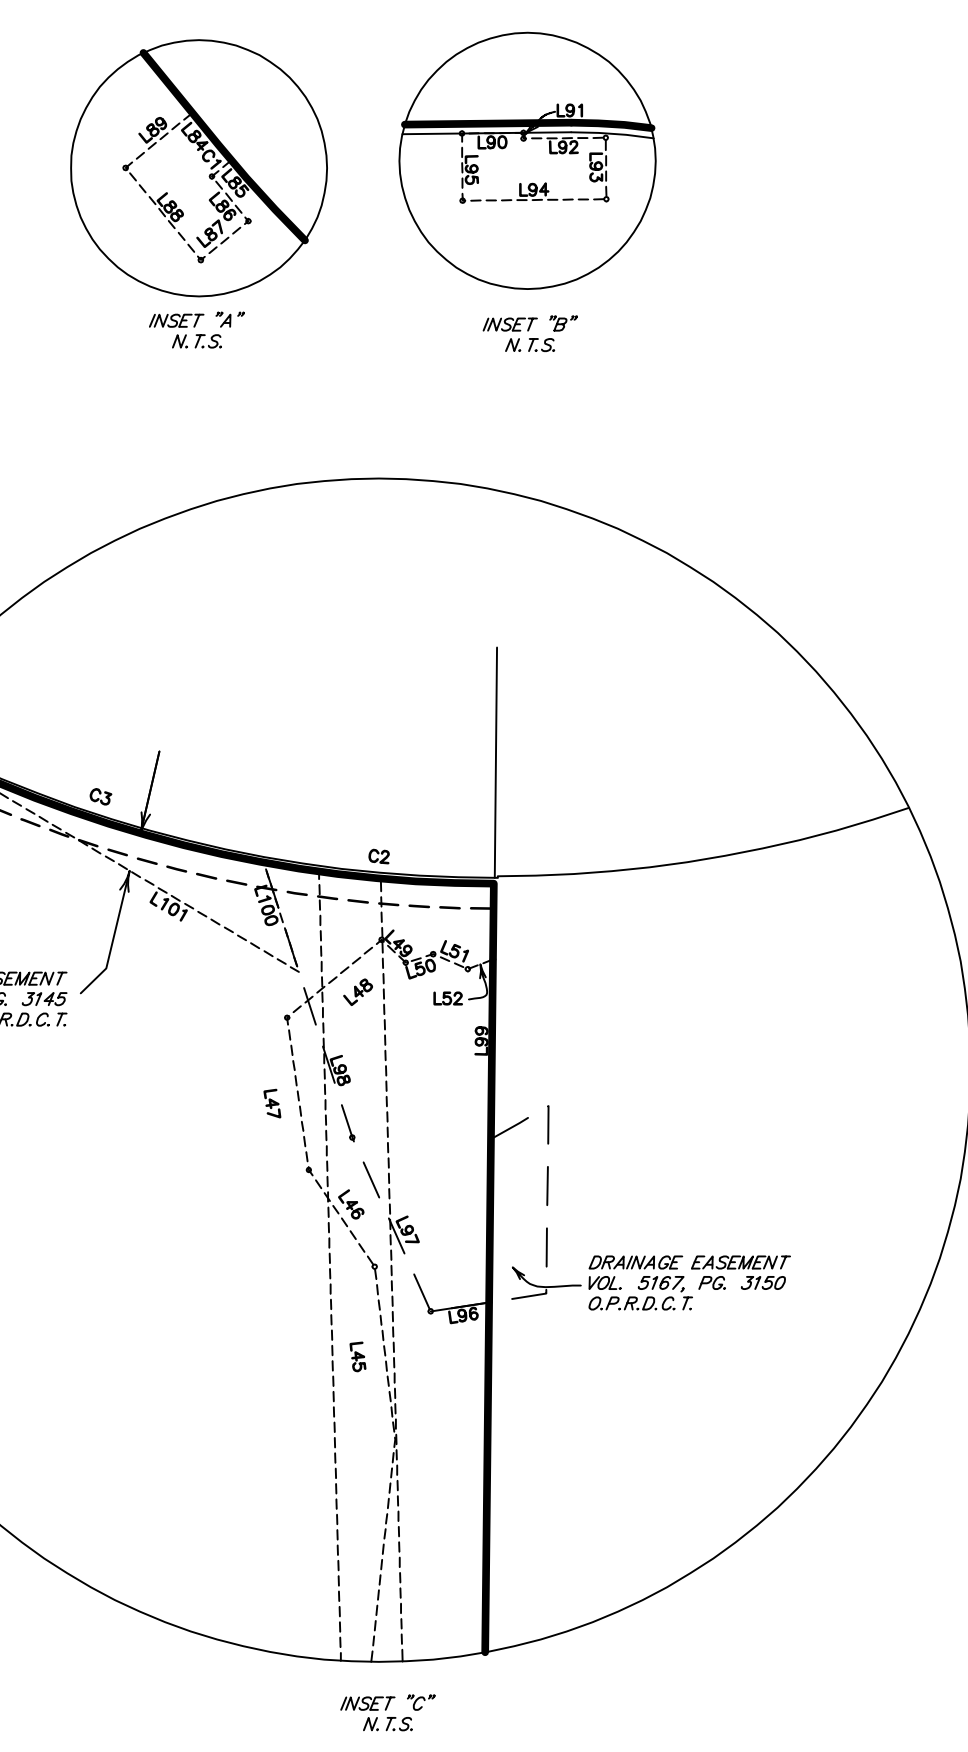 L89
L84
C1
L85
L86
L87
L88
INSET "A"
N.T.S.
L91
L90
L92
L95
L93
L94
INSET "B"
N.T.S.
C3
C2
L101
L100
L49
L51
L50
L48
L52
SEMENT
G. 3145
R.D.C.T.
L99
L98
L47
L46
L97
DRAINAGE EASEMENT
VOL. 5167, PG. 3150
O.P.R.D.C.T.
L96
L45
INSET "C"
N.T.S.